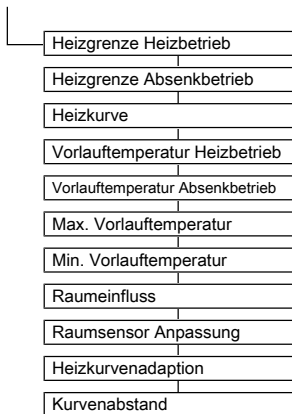 Heizgrenze Heizbetrieb
Heizgrenze Absenkbetrieb
Heizkurve
Vorlauftemperatur Heizbetrieb
Vorlauftemperatur Absenkbetrieb
Max. Vorlauftemperatur
Min. Vorlauftemperatur
Raumeinfluss
Raumsensor Anpassung
Heizkurvenadaption
Kurvenabstand